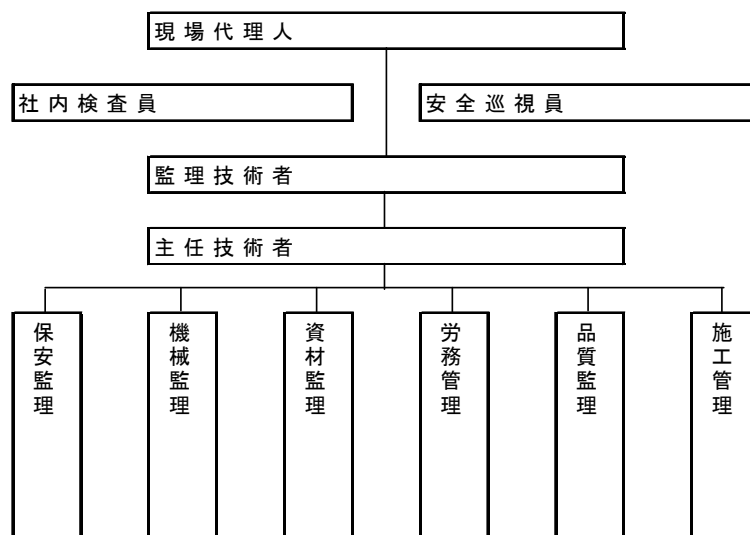 現場代理人
社内検査員
安全巡視員
監理技術者
主任技術者
保安監理
機械監理
資材監理
労務管理
品質監理
施工管理